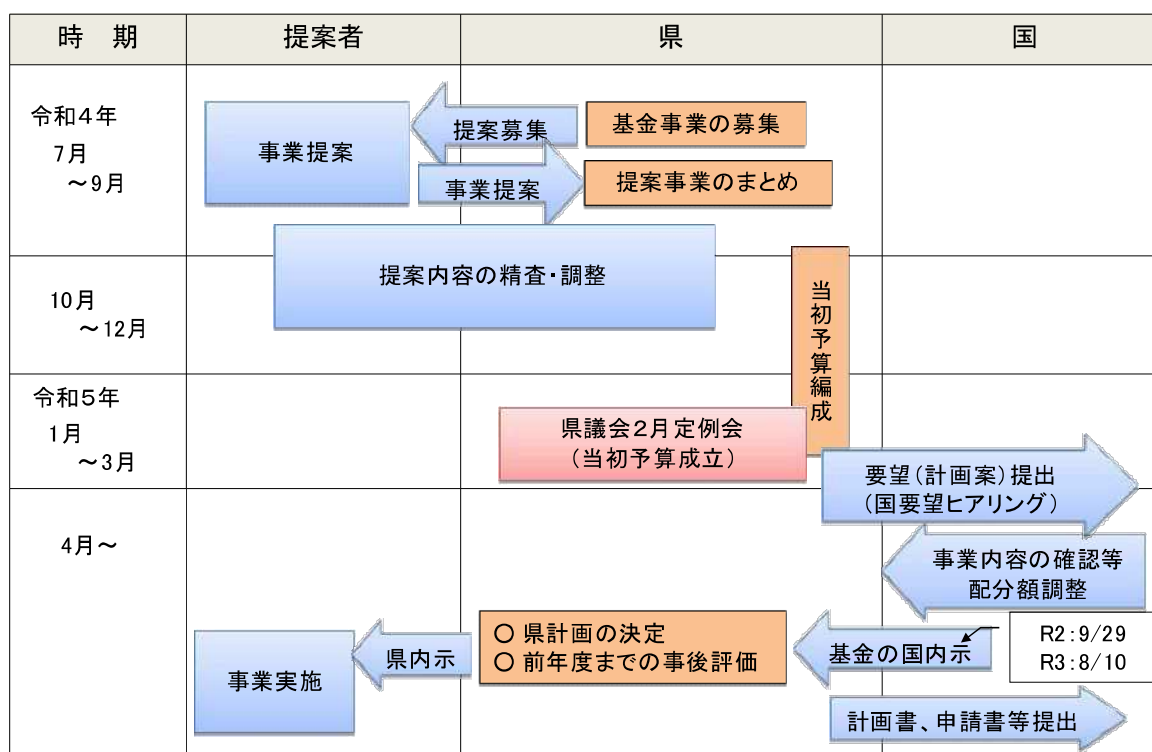 時 期
提案者
県
国
令和4年
7月
～9月
事業提案
提案募集
基金事業の募集
事業提案
提案事業のまとめ
提案内容の精査・調整
10月
～12月
当初予算編成
令和5年
1月
～3月
県議会2月定例会
(当初予算成立)
要望(計画案)提出
(国要望ヒアリング)
4月～
事業内容の確認等
配分額調整
事業実施
県内示
○ 県計画の決定
○ 前年度までの事後評価
基金の国内示
R2:9/29
R3:8/10
計画書、申請書等提出